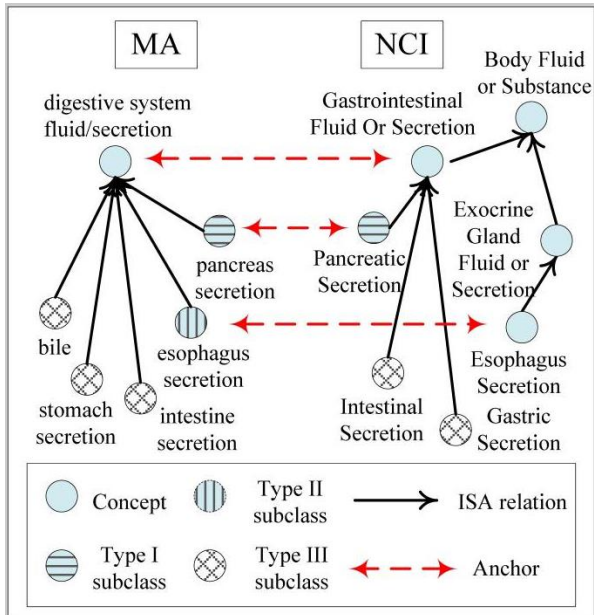 MA
NCI
Body Fluid
or Substance
digestive system
fluid/secretion
Gastrointestinal
Fluid Or Secretion
Exocrine
Gland
Fluid or
Secretion
pancreas
secretion
Pancreatic
Secretion
bile
esophagus
secretion
Esophagus
Secretion
stomach
secretion
intestine
secretion
Intestinal
Secretion
Gastric
Secretion
Concept
Type II
subclass
ISA relation
Type I
subclass
Type III
subclass
Anchor